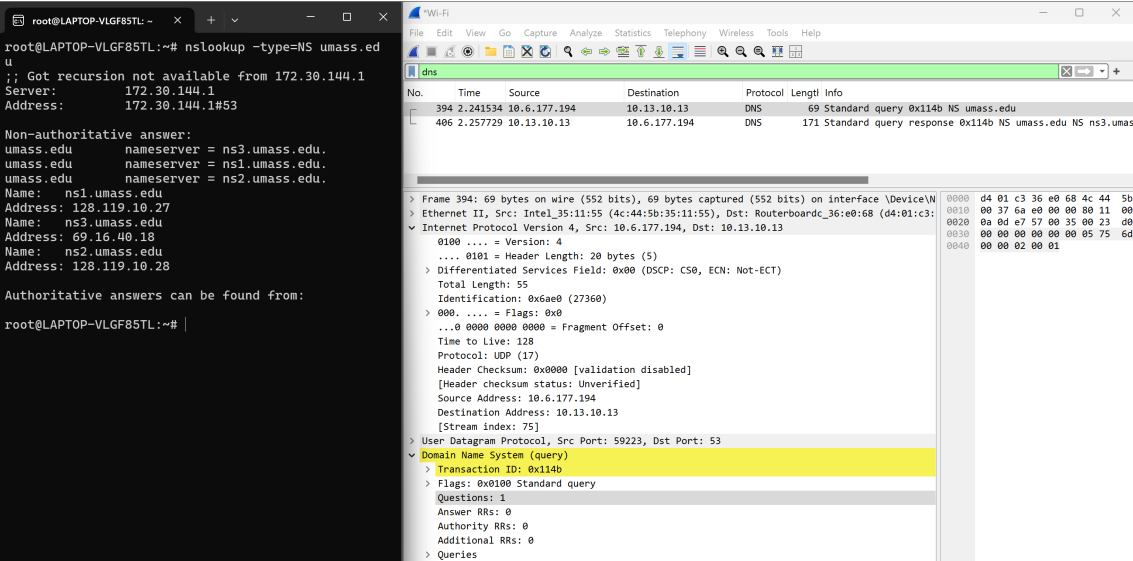 root@LAPTOP-VLGF85TL: ~
root@LAPTOP-VLGF85TL:~# nslookup -type=NS umass.ed
u
;; Got recursion not available from 172.30.144.1
Server:         172.30.144.1
Address:        172.30.144.1#53
Non-authoritative answer:
umass.edu       nameserver = ns3.umass.edu.
umass.edu       nameserver = ns1.umass.edu.
umass.edu       nameserver = ns2.umass.edu.
Name:   ns1.umass.edu
Address: 128.119.10.27
Name:   ns3.umass.edu
Address: 69.16.40.18
Name:   ns2.umass.edu
Address: 128.119.10.28
Authoritative answers can be found from:
root@LAPTOP-VLGF85TL:~#
*Wi-Fi
File Edit View Go Capture Analyze Statistics Telephony Wireless Tools Help
dns
No. Time Source Destination Protocol Lengtl Info
394 2.241534 10.6.177.194 10.13.10.13 DNS 69 Standard query 0x114b NS umass.edu
406 2.257729 10.13.10.13 10.6.177.194 DNS 171 Standard query response 0x114b NS umass.edu NS ns3.umas
Frame 394: 69 bytes on wire (552 bits), 69 bytes captured (552 bits) on interface \Device\N
Ethernet II, Src: Intel_35:11:55 (4c:44:5b:35:11:55), Dst: Routerboardc_36:e0:68 (d4:01:c3:
Internet Protocol Version 4, Src: 10.6.177.194, Dst: 10.13.10.13
0100 .... = Version: 4
.... 0101 = Header Length: 20 bytes (5)
Differentiated Services Field: 0x00 (DSCP: CS0, ECN: Not-ECT)
Total Length: 55
Identification: 0x6ae0 (27360)
000. .... = Flags: 0x0
...0 0000 0000 0000 = Fragment Offset: 0
Time to Live: 128
Protocol: UDP (17)
Header Checksum: 0x0000 [validation disabled]
[Header checksum status: Unverified]
Source Address: 10.6.177.194
Destination Address: 10.13.10.13
[Stream index: 75]
User Datagram Protocol, Src Port: 59223, Dst Port: 53
Domain Name System (query)
Transaction ID: 0x114b
Flags: 0x0100 Standard query
Questions: 1
Answer RRs: 0
Authority RRs: 0
Additional RRs: 0
Queries
0000 d4 01 c3 36 e0 68 4c 44 5b
0010 00 37 6a e0 00 00 80 11 00
0020 0a 0d e7 57 00 35 00 23 d0
0030 00 00 00 00 00 00 05 75 6d
0040 00 00 02 00 01